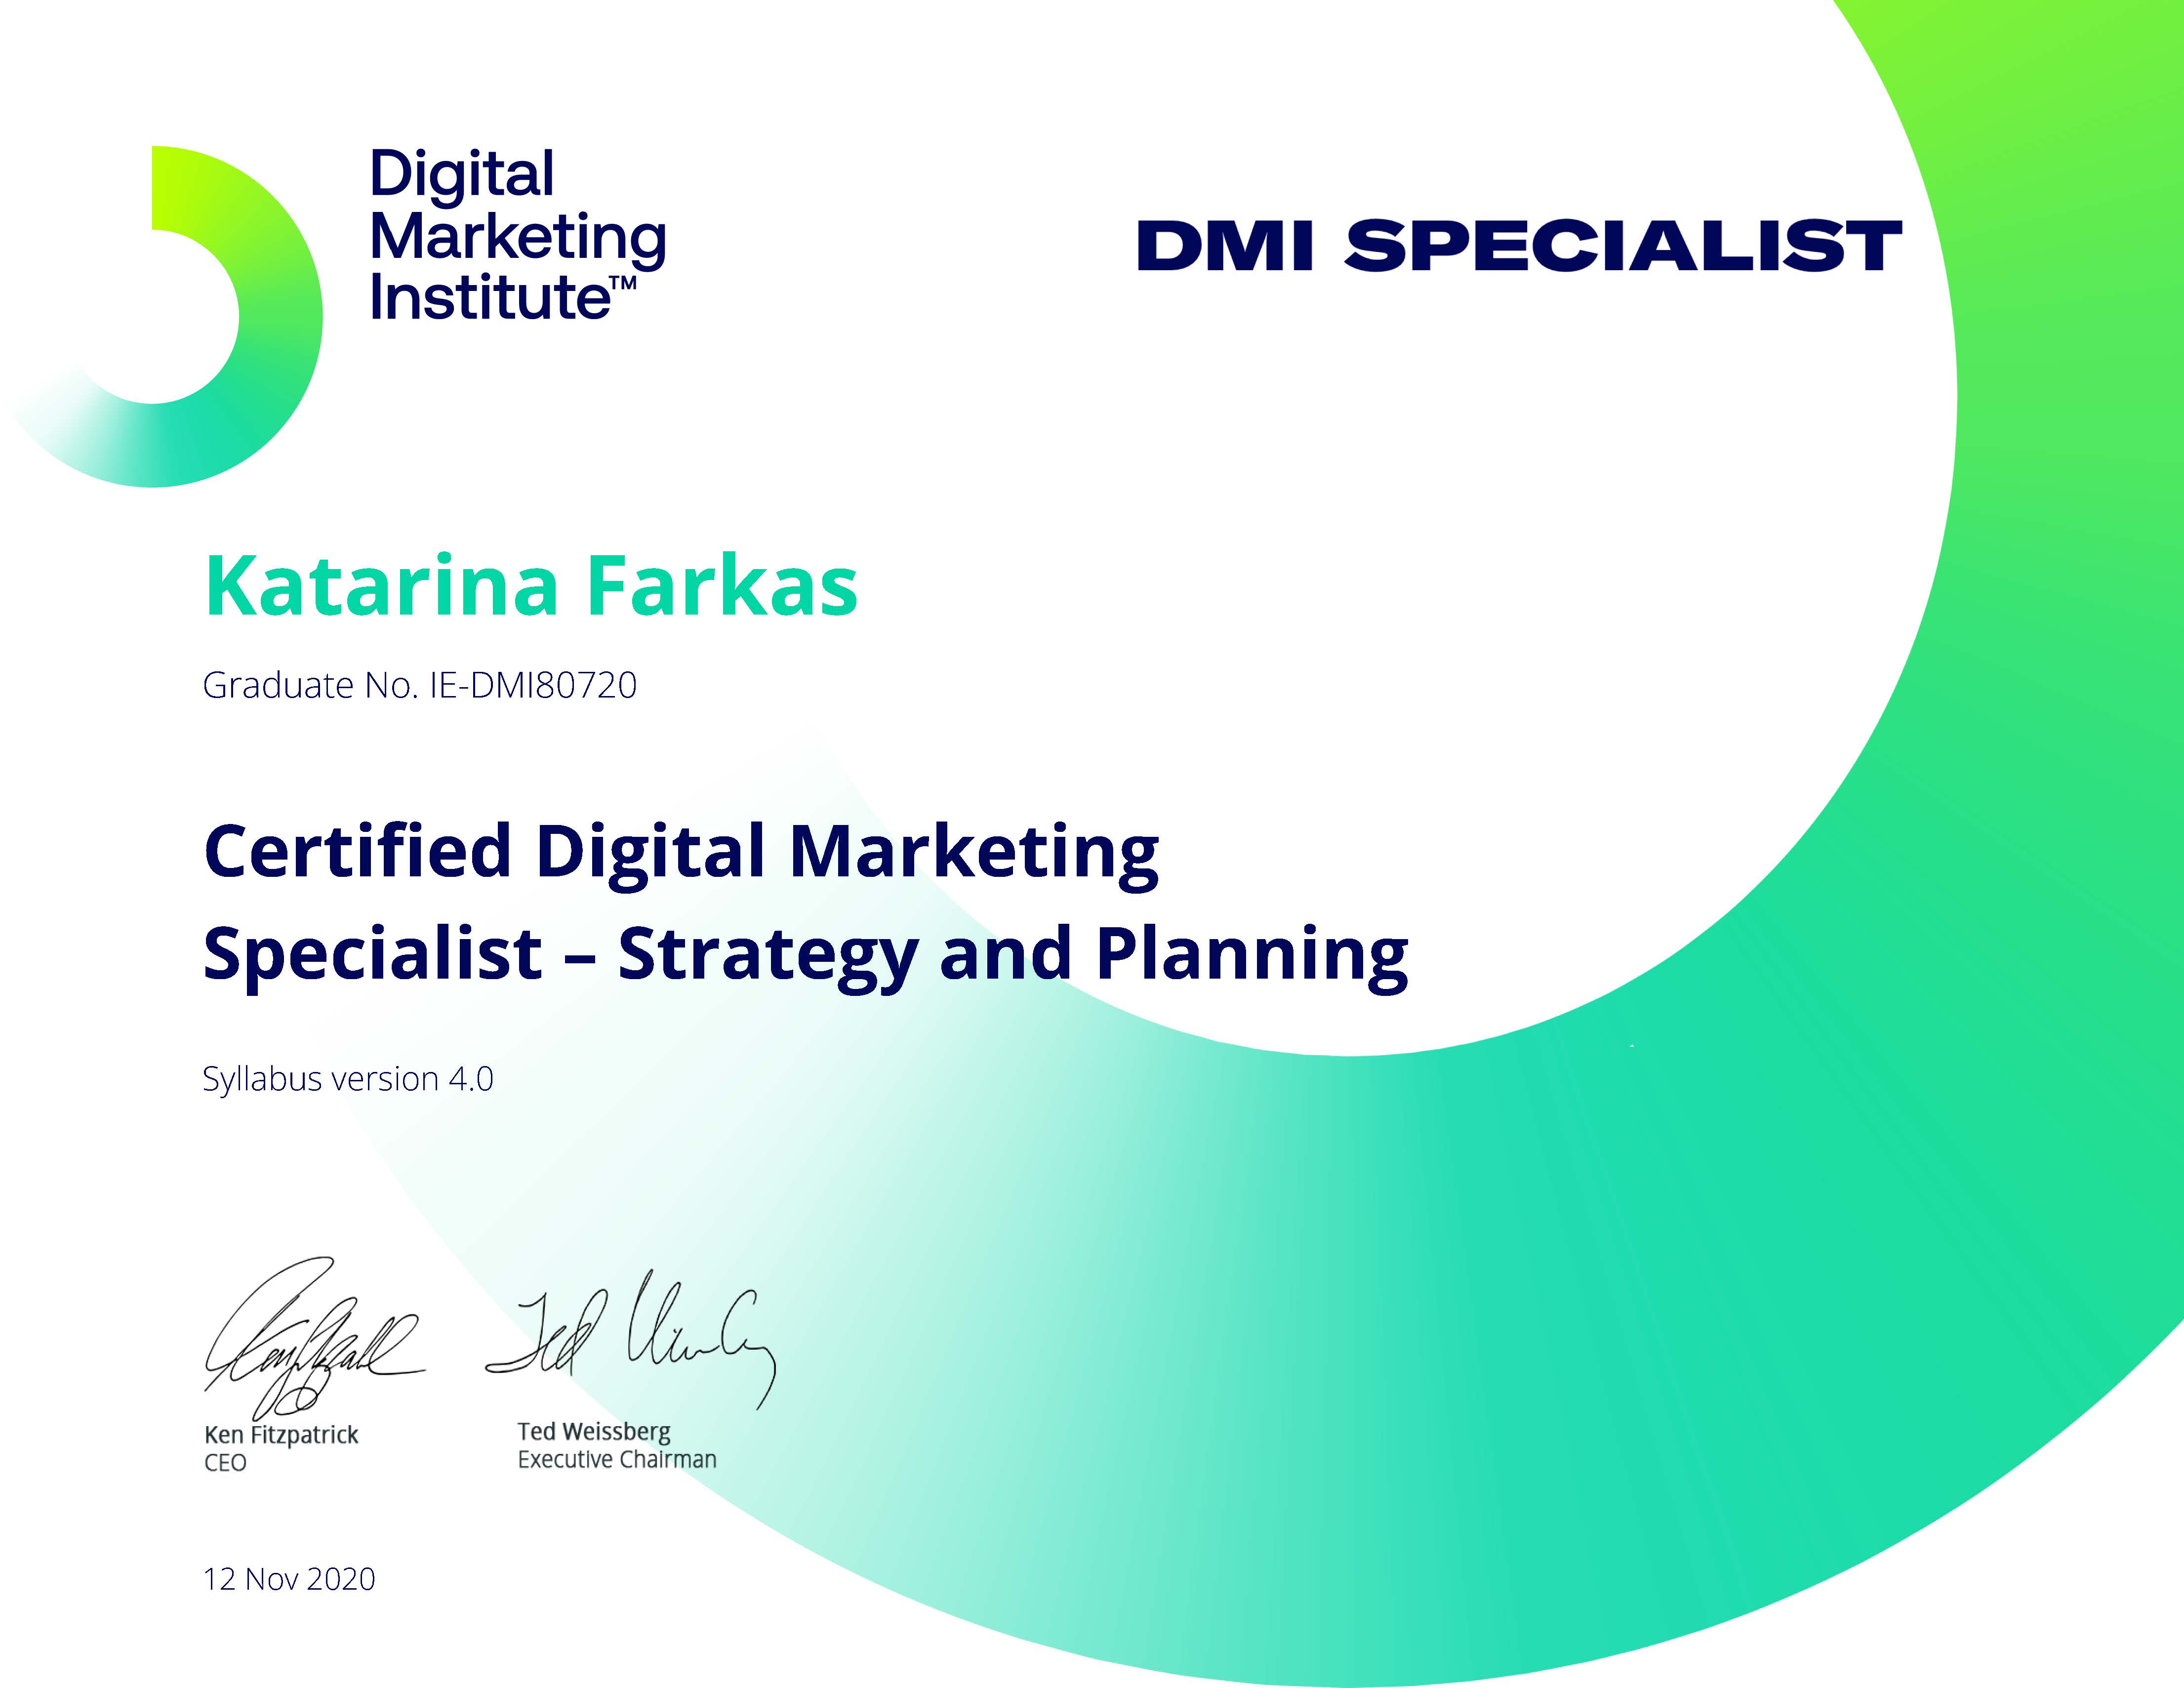 Digital
Marketing
Institute™
DMI SPECIALIST
Katarina Farkas
Graduate No. IE-DMI80720
Certified Digital Marketing
Specialist – Strategy and Planning
Syllabus version 4.0
Ken Fitzpatrick
CEO
Ted Weissberg
Executive Chairman
12 Nov 2020